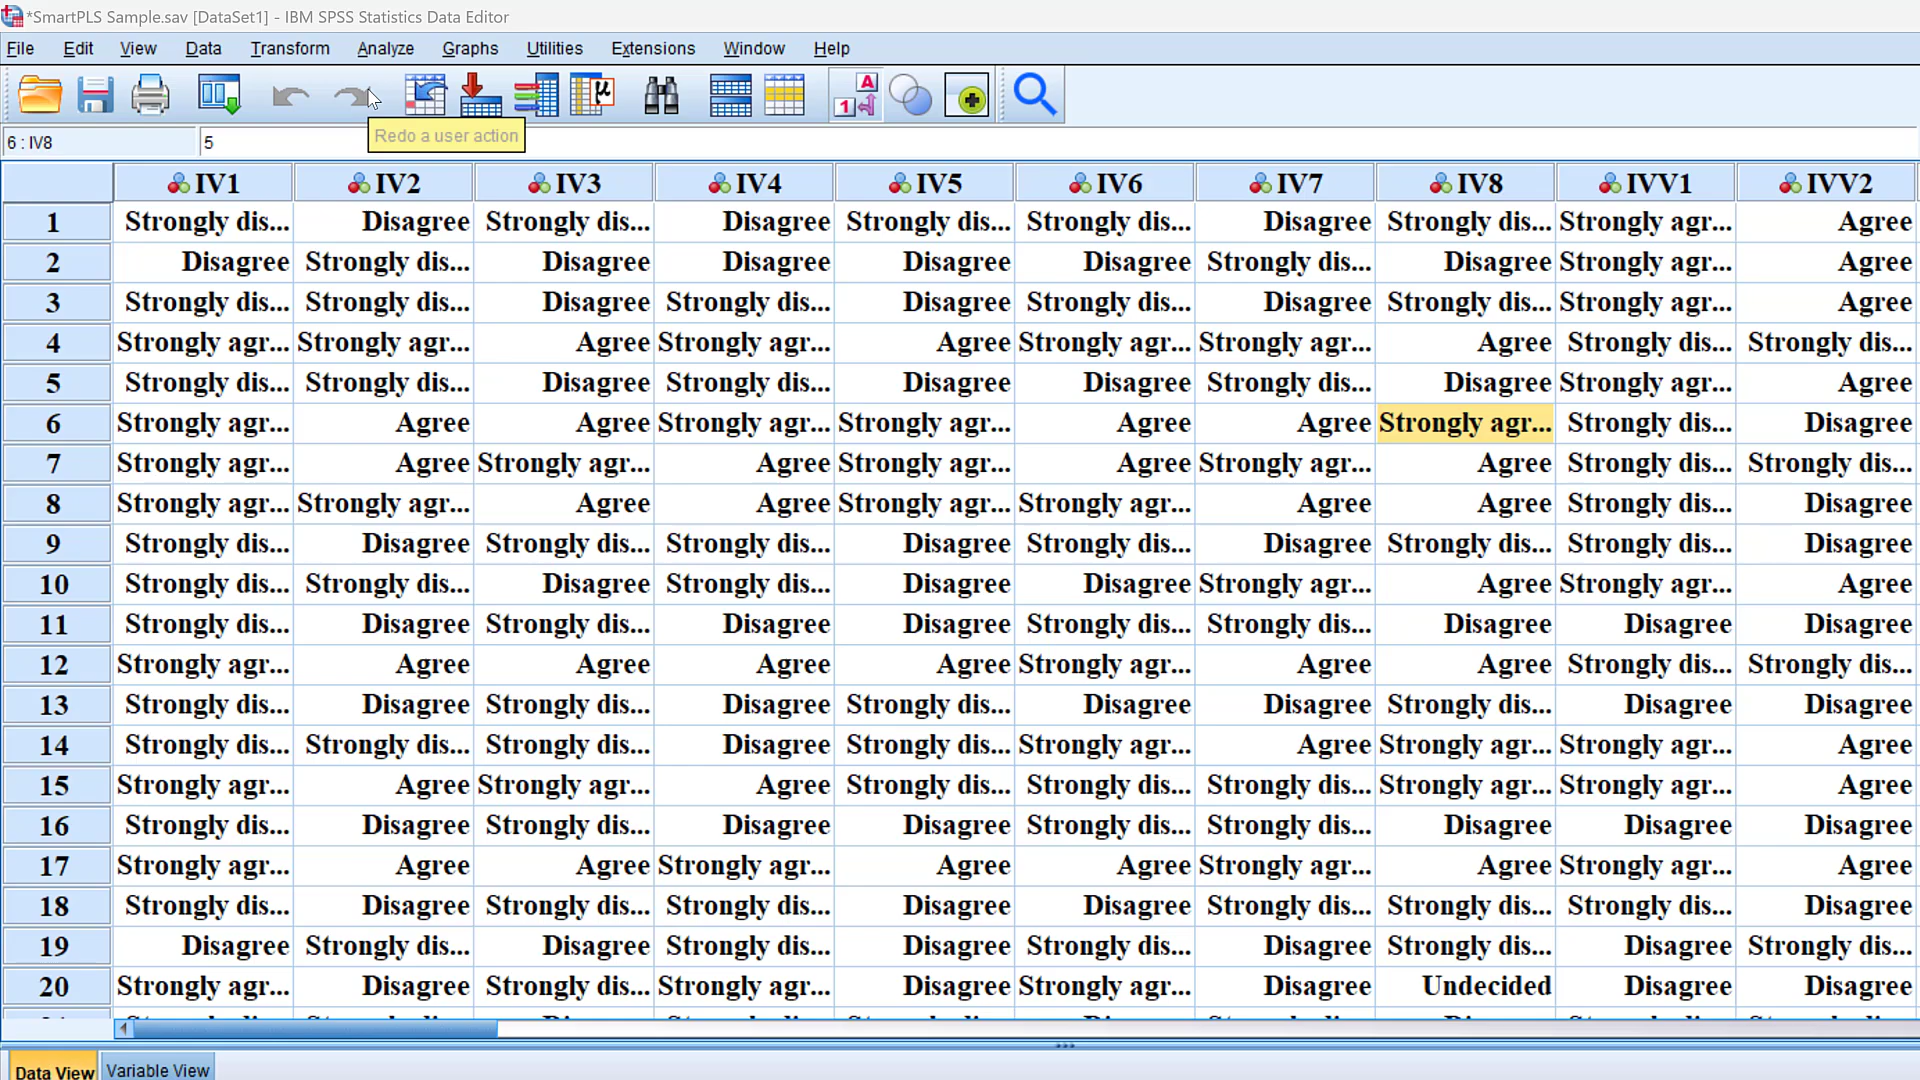 *SmartPLS Sample.sav [DataSet1] - IBM SPSS Statistics Data Editor
File Edit View Data Transform Analyze Graphs Utilities Extensions Window Help
μ A 1
Redo a user action
6 : IV8 5
IV1 IV2 IV3 IV4 IV5 IV6 IV7 IV8 IVV1 IVV2
1 Strongly dis... Disagree Strongly dis... Disagree Strongly dis... Strongly dis... Disagree Strongly dis... Strongly agr... Agree
2 Disagree Strongly dis... Disagree Disagree Disagree Disagree Strongly dis... Disagree Strongly agr... Agree
3 Strongly dis... Strongly dis... Disagree Strongly dis... Disagree Strongly dis... Disagree Strongly dis... Strongly agr... Agree
4 Strongly agr... Strongly agr... Agree Strongly agr... Agree Strongly agr... Strongly agr... Agree Strongly dis... Strongly dis...
5 Strongly dis... Strongly dis... Disagree Strongly dis... Disagree Disagree Strongly dis... Disagree Strongly agr... Agree
6 Strongly agr... Agree Agree Strongly agr... Strongly agr... Agree Agree Strongly agr... Strongly dis... Disagree
7 Strongly agr... Agree Strongly agr... Agree Strongly agr... Agree Strongly agr... Agree Strongly dis... Strongly dis...
8 Strongly agr... Strongly agr... Agree Agree Strongly agr... Strongly agr... Agree Agree Strongly dis... Disagree
9 Strongly dis... Disagree Strongly dis... Strongly dis... Disagree Strongly dis... Disagree Strongly dis... Strongly dis... Disagree
10 Strongly dis... Strongly dis... Disagree Strongly dis... Disagree Disagree Strongly agr... Agree Strongly agr... Agree
11 Strongly dis... Disagree Strongly dis... Disagree Disagree Strongly dis... Strongly dis... Disagree Disagree Disagree
12 Strongly agr... Agree Agree Agree Agree Strongly agr... Agree Agree Strongly dis... Strongly dis...
13 Strongly dis... Disagree Strongly dis... Disagree Strongly dis... Disagree Disagree Strongly dis... Disagree Disagree
14 Strongly dis... Strongly dis... Strongly dis... Disagree Strongly dis... Strongly agr... Agree Strongly agr... Strongly agr... Agree
15 Strongly agr... Agree Strongly agr... Agree Strongly dis... Strongly dis... Strongly dis... Strongly agr... Strongly agr... Agree
16 Strongly dis... Disagree Strongly dis... Disagree Disagree Strongly dis... Strongly dis... Disagree Disagree Disagree
17 Strongly agr... Agree Agree Strongly agr... Agree Agree Strongly agr... Agree Strongly agr... Agree
18 Strongly dis... Disagree Strongly dis... Strongly dis... Disagree Disagree Strongly dis... Strongly dis... Strongly dis... Disagree
19 Disagree Strongly dis... Disagree Strongly dis... Disagree Strongly dis... Disagree Strongly dis... Disagree Strongly dis...
20 Strongly agr... Disagree Strongly dis... Strongly agr... Disagree Strongly agr... Disagree Undecided Disagree Disagree
Data View Variable View